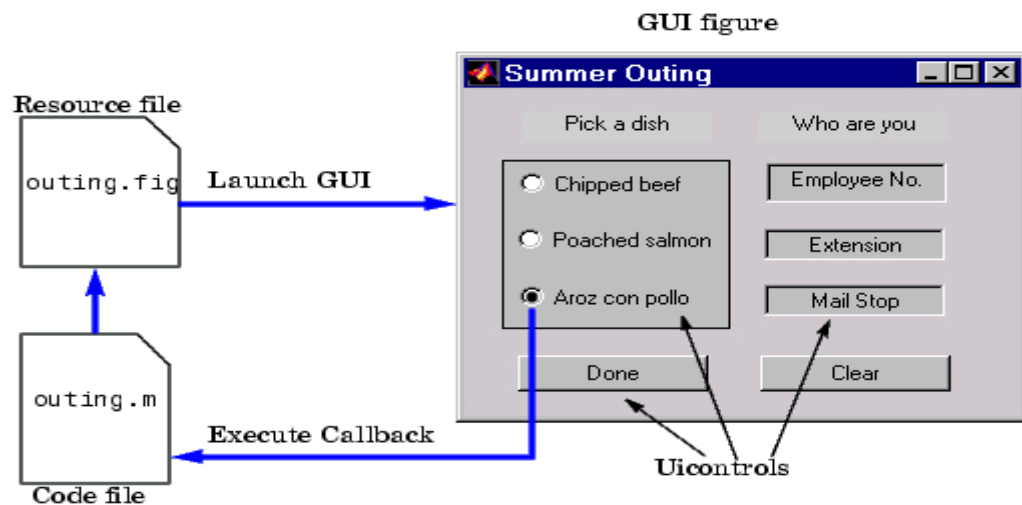 GUI figure
Summer Outing
Resource file
outing.fig
Launch GUI
Pick a dish
Who are you
Chipped beef
Poached salmon
Aroz con pollo
Employee No.
Extension
Mail Stop
Done
Clear
outing.m
Execute Callback
Uicontrols
Code file